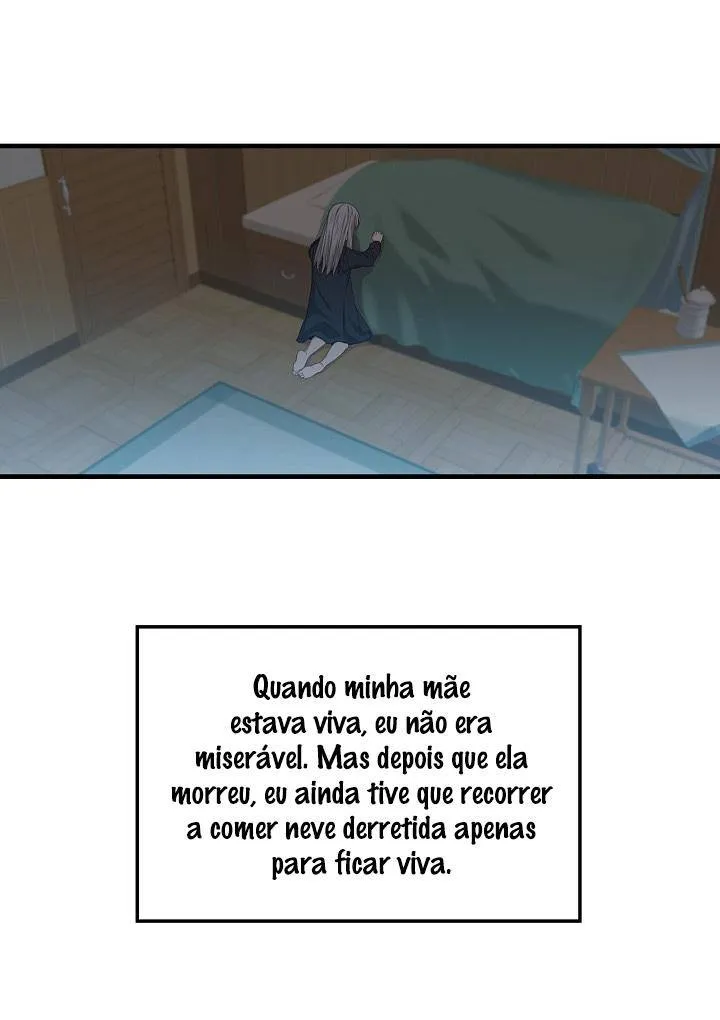 Quando minha mãe
estava viva, eu não era
miserável. Mas depois que ela
morreu, eu ainda tive que recorrer
a comer neve derretida apenas
para ficar viva.